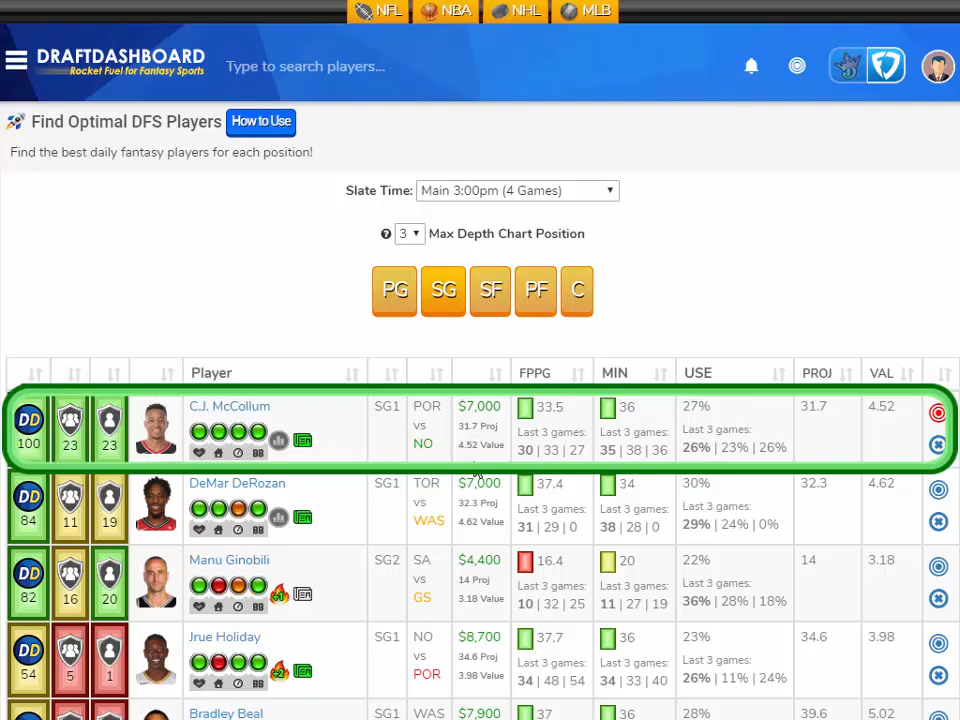 NFL NBA NHL MLB
DRAFTDASHBOARD
Rocket Fuel for Fantasy Sports
Type to search players...
Find Optimal DFS Players How to Use
Find the best daily fantasy players for each position!
Slate Time: Main 3:00pm (4 Games)
3 Max Depth Chart Position
PG SG SF PF C
Player FPPG MIN USE PROJ VAL
DD 100 23 23 C.J. McCollum BB SG1 POR vs NO $7,000 31.7 Proj 4.52 Value 33.5 Last 3 games: 30 | 33 | 27 36 Last 3 games: 35 | 38 | 36 27% Last 3 games: 26% | 23% | 26% 31.7 4.52
DD 84 11 19 DeMar DeRozan BB SG1 TOR vs WAS $7,000 32.3 Proj 4.62 Value 37.4 Last 3 games: 31 | 29 | 0 34 Last 3 games: 38 | 28 | 0 30% Last 3 games: 29% | 24% | 0% 32.3 4.62
DD 82 16 20 Manu Ginobili BB SG2 SA vs GS $4,400 14 Proj 3.18 Value 16.4 Last 3 games: 10 | 32 | 25 20 Last 3 games: 11 | 27 | 19 22% Last 3 games: 36% | 28% | 18% 14 3.18
DD 54 5 1 Jrue Holiday BB SG1 NO vs POR $8,700 34.6 Proj 3.98 Value 37.7 Last 3 games: 34 | 48 | 54 36 Last 3 games: 34 | 33 | 40 23% Last 3 games: 26% | 11% | 24% 34.6 3.98
Bradley Beal SG1 WAS $7,900 37 36 28% 39.6 5.02